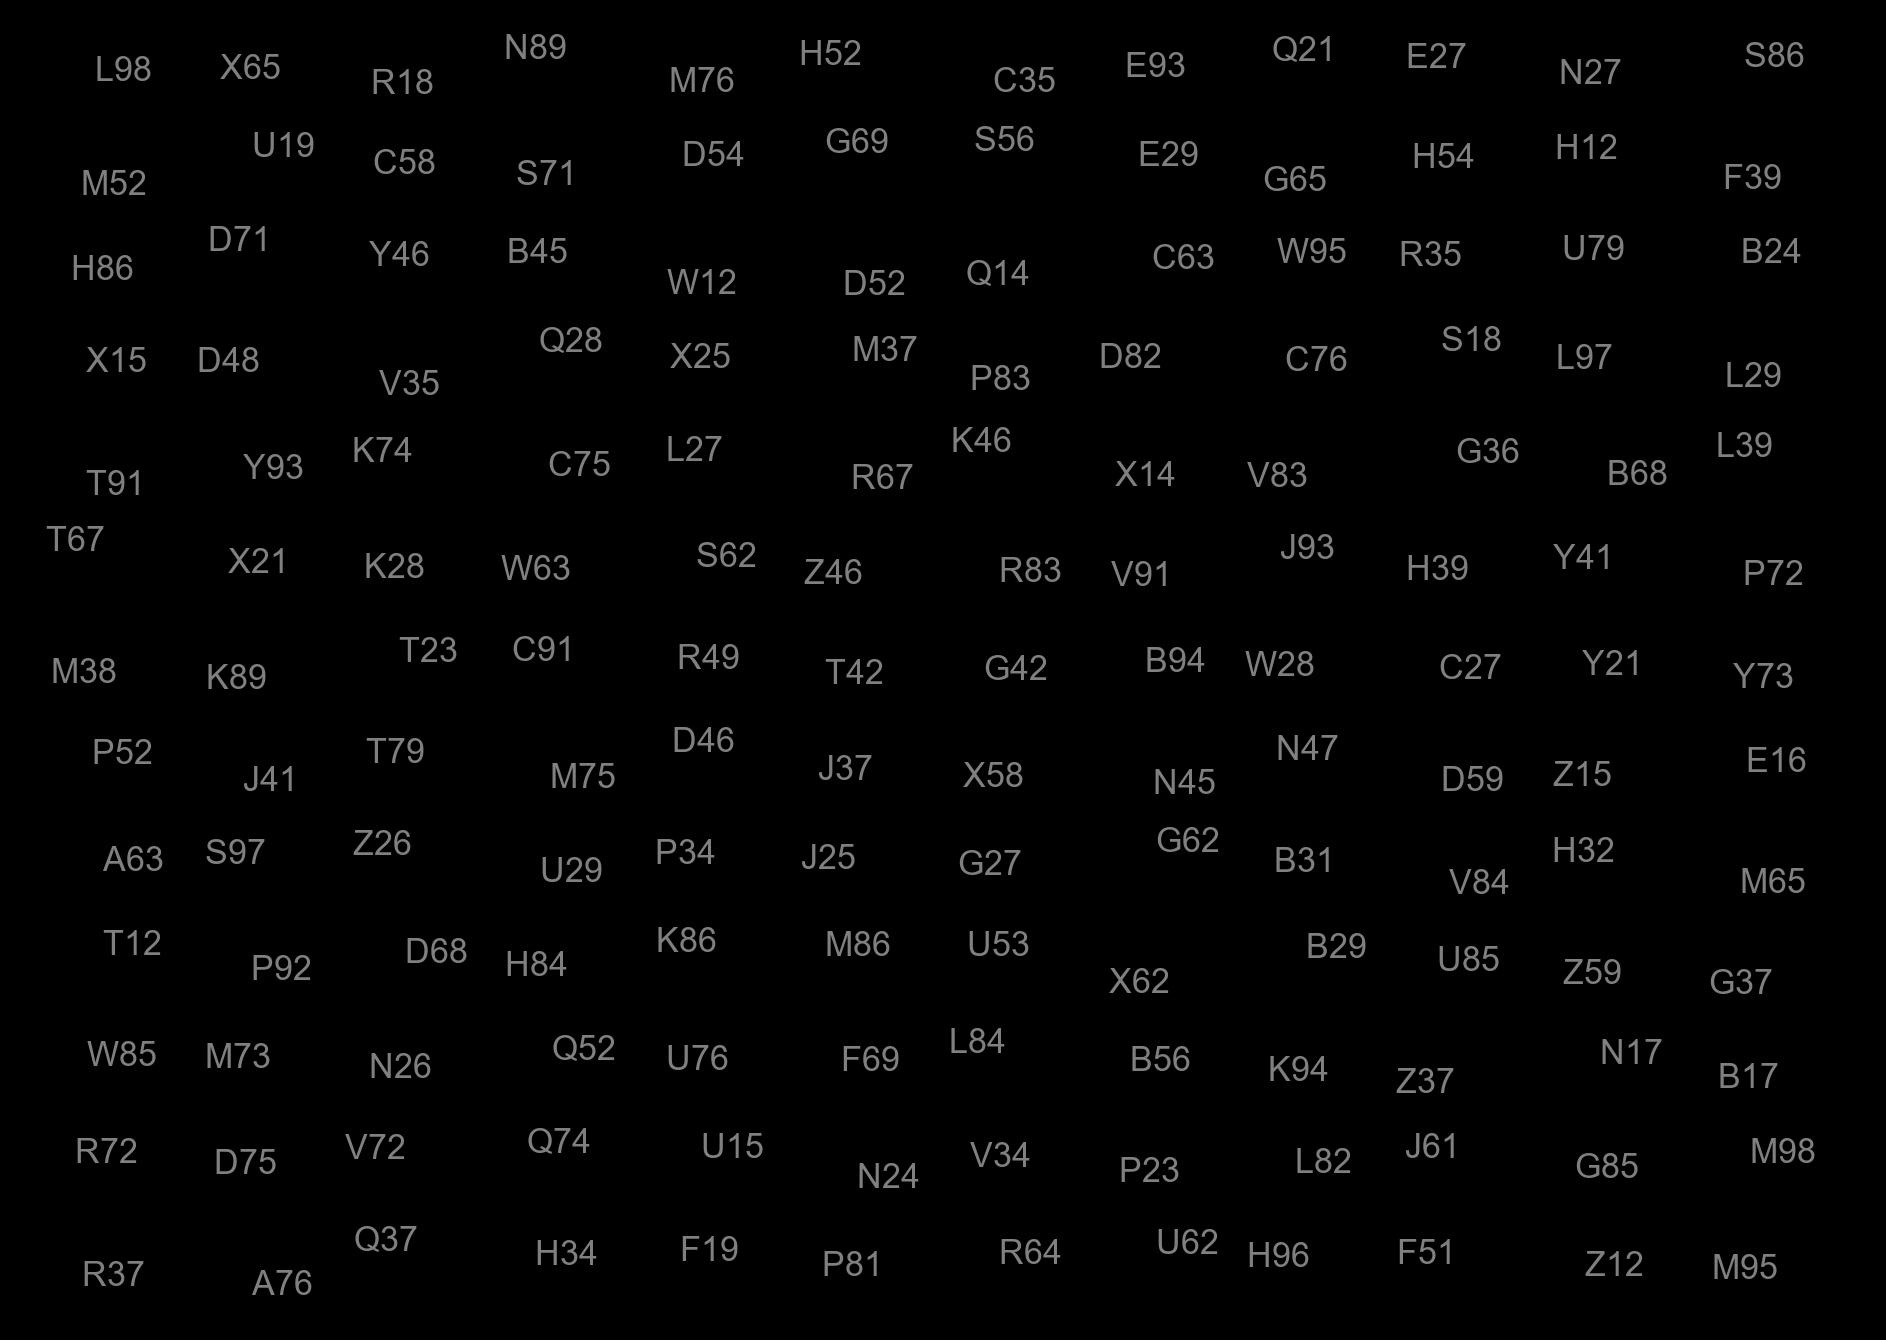 L98 X65 R18 N89 M76 H52 C35 E93 Q21 E27 N27 S86
M52 U19 C58 S71 D54 G69 S56 E29 G65 H54 H12 F39
H86 D71 Y46 B45 W12 D52 Q14 C63 W95 R35 U79 B24
X15 D48 V35 Q28 X25 M37 P83 D82 C76 S18 L97 L29
T91 Y93 K74 C75 L27 R67 K46 X14 V83 G36 B68 L39
T67 X21 K28 W63 S62 Z46 R83 V91 J93 H39 Y41 P72
M38 K89 T23 C91 R49 T42 G42 B94 W28 C27 Y21 Y73
P52 J41 T79 M75 D46 J37 X58 N45 N47 D59 Z15 E16
A63 S97 Z26 U29 P34 J25 G27 G62 B31 V84 H32 M65
T12 P92 D68 H84 K86 M86 U53 X62 B29 U85 Z59 G37
W85 M73 N26 Q52 U76 F69 L84 B56 K94 Z37 N17 B17
R72 D75 V72 Q74 U15 N24 V34 P23 L82 J61 G85 M98
R37 A76 Q37 H34 F19 P81 R64 U62 H96 F51 Z12 M95